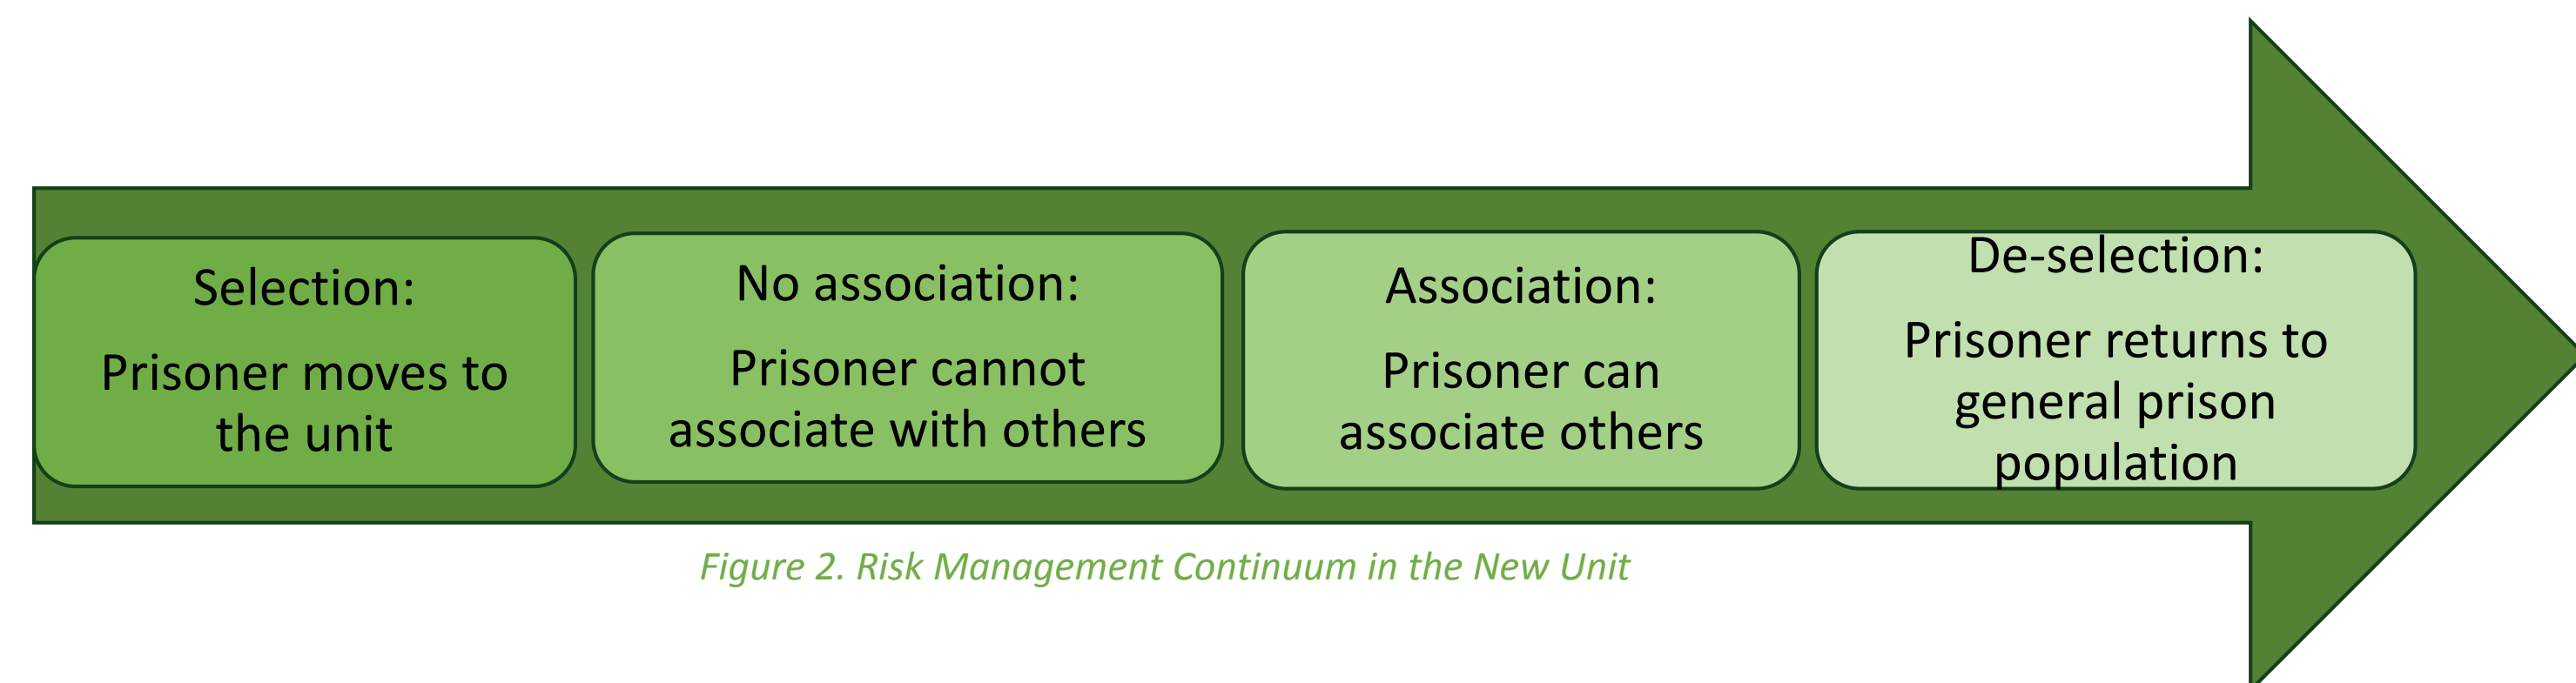 Selection:
Prisoner moves to
the unit
No association:
Prisoner cannot
associate with others
Association:
Prisoner can
associate others
De-selection:
Prisoner returns to
general prison
population
Figure 2. Risk Management Continuum in the New Unit